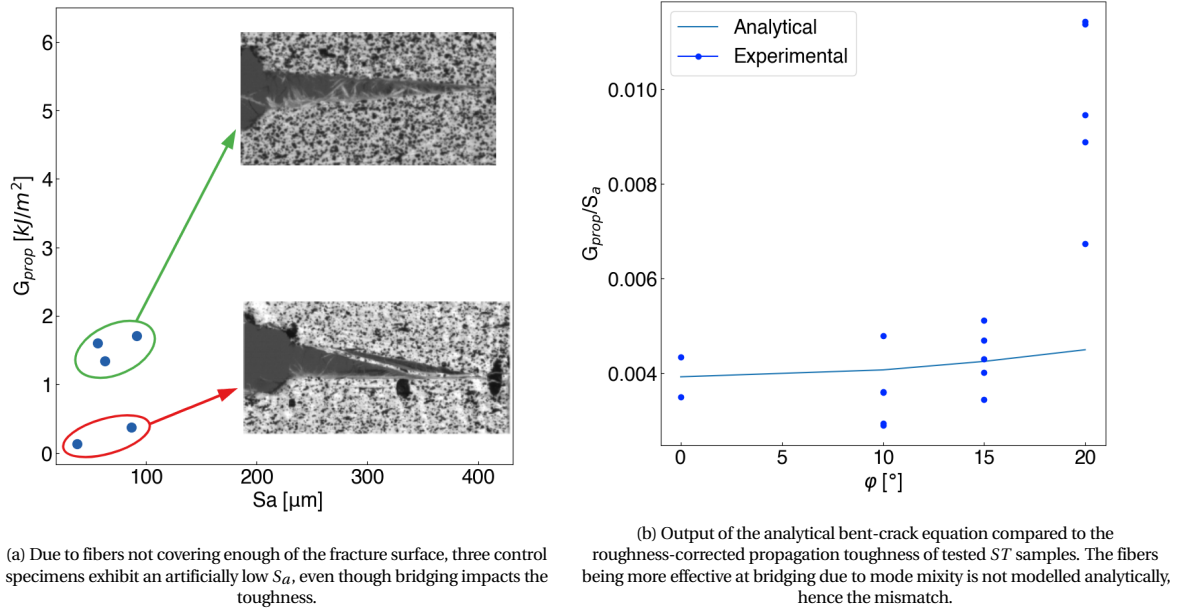 6
5
4
3
2
1
0
G_prop [kJ/m^2]
100
200
300
400
Sa [μm]
(a) Due to fibers not covering enough of the fracture surface, three control
specimens exhibit an artificially low S_a, even though bridging impacts the
toughness.
Analytical
Experimental
0.010
0.008
0.006
0.004
G_prop/S_a
0
5
10
15
20
φ [°]
(b) Output of the analytical bent-crack equation compared to the
roughness-corrected propagation toughness of tested ST samples. The fibers
being more effective at bridging due to mode mixity is not modelled analytically,
hence the mismatch.